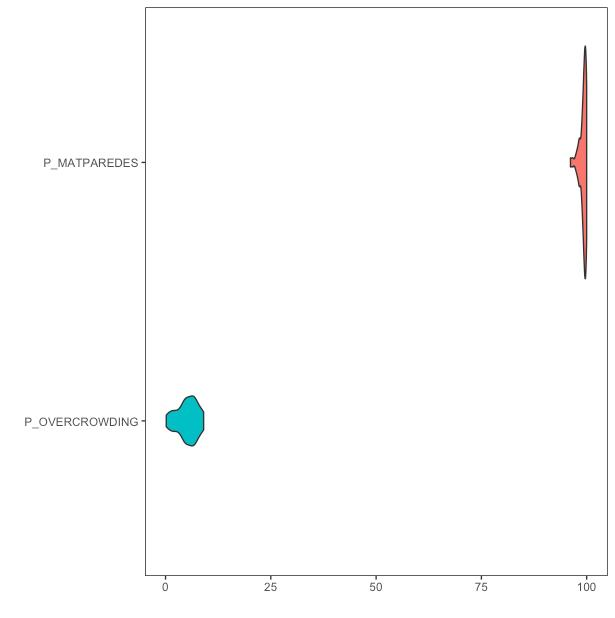 P_MATPAREDES
P_OVERCROWDING
0 25 50 75 100